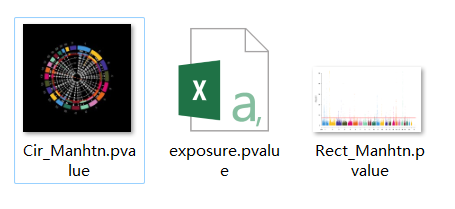 X
a,
Cir_Manhtn.pva
lue
exposure.pvalu
e
Rect_Manhtn.p
value